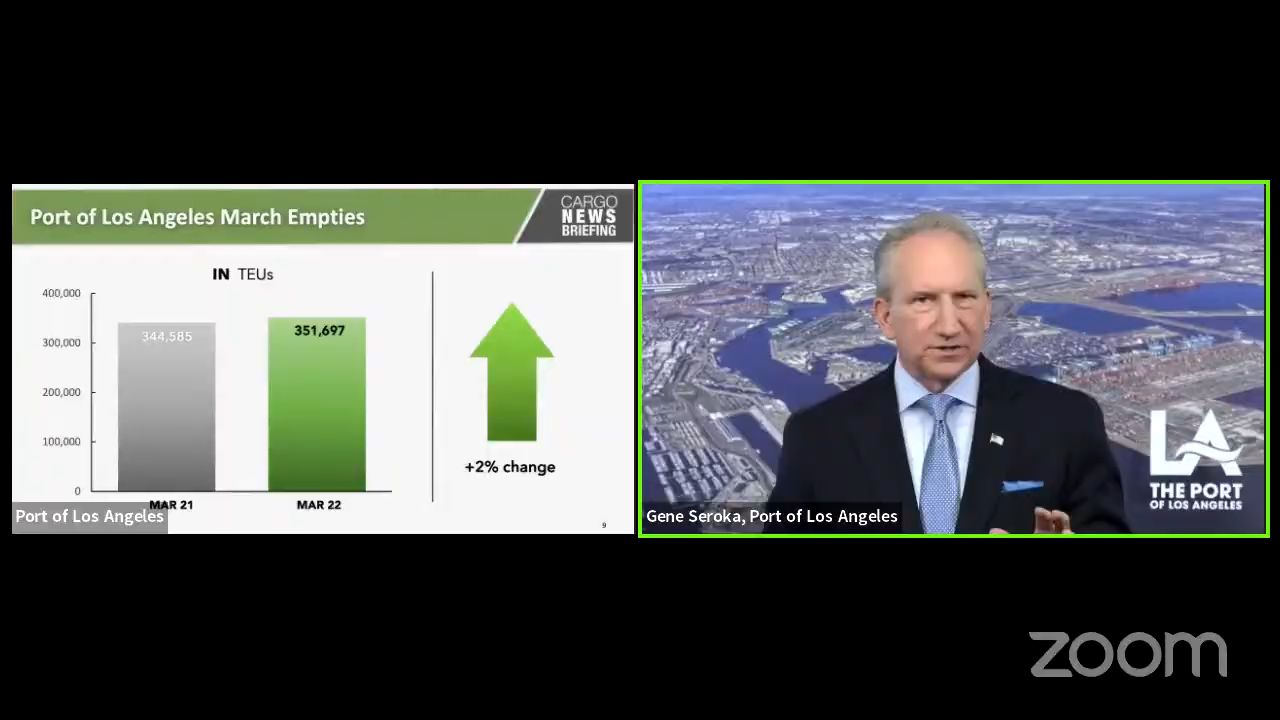 Port of Los Angeles March Empties
CARGO
NEWS
BRIEFING
IN TEUs
400,000
300,000
200,000
100,000
0
344,585
351,697
MAR 21
MAR 22
+2% change
9
Port of Los Angeles
LA
THE PORT
OF LOS ANGELES
Gene Seroka, Port of Los Angeles
zoom